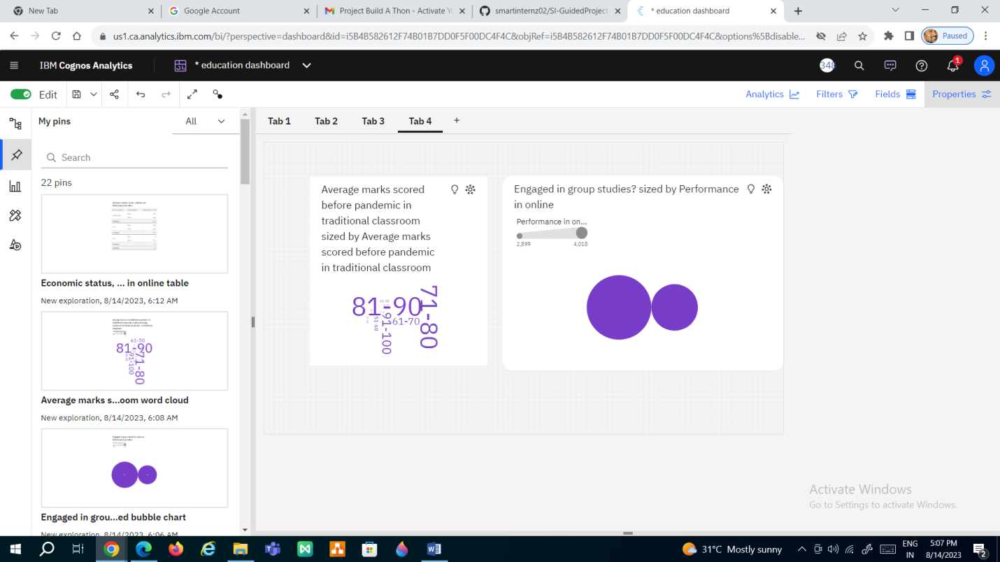 New Tab
Google Account
Project Build A Thon - Activate Yo
smartinternz02/SI-GuidedProject
* education dashboard
us1.ca.analytics.ibm.com/bi/?perspective=dashboard&id=i5B4B582612F74B01B7DD0F5F00DC4F4C&objRef=i5B4B582612F74B01B7DD0F5F00DC4F4C&options%5Bdisable...
Paused
IBM Cognos Analytics
* education dashboard
348
1
Edit
Analytics
Filters
Fields
Properties
My pins
All
Tab 1
Tab 2
Tab 3
Tab 4
+
Search
22 pins
Economic status, ... in online table
New exploration, 8/14/2023, 6:12 AM
61-70
81-90
71-80
91-100
Average marks s...oom word cloud
New exploration, 8/14/2023, 6:08 AM
Engaged in grou...ed bubble chart
New exploration, 8/14/2023, 6:06 AM
Average marks scored
before pandemic in
traditional classroom
sized by Average marks
scored before pandemic
in traditional classroom
81-90
71-80
61-70
91-100
51-60
Engaged in group studies? sized by Performance
in online
Performance in on...
2,899
4,018
Activate Windows
Go to Settings to activate Windows.
31°C Mostly sunny
ENG
IN
5:07 PM
8/14/2023
2